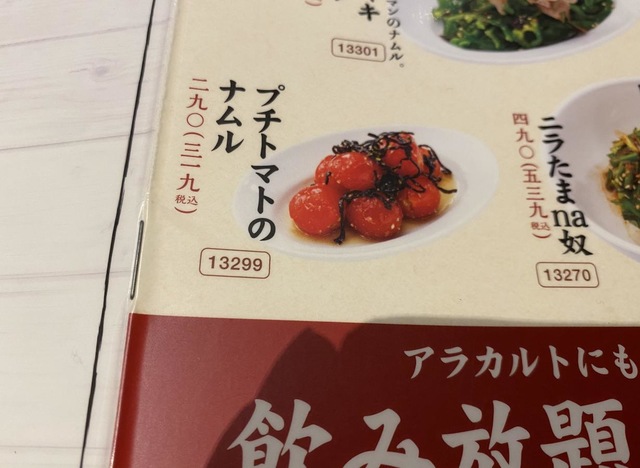 マンのナムル。
キ
13301
プチトマトの
ナムル
二九〇(三一九税込)
13299
ニラたまna奴
四九〇(五三九税込)
13270
アラカルトにも
飲み放題